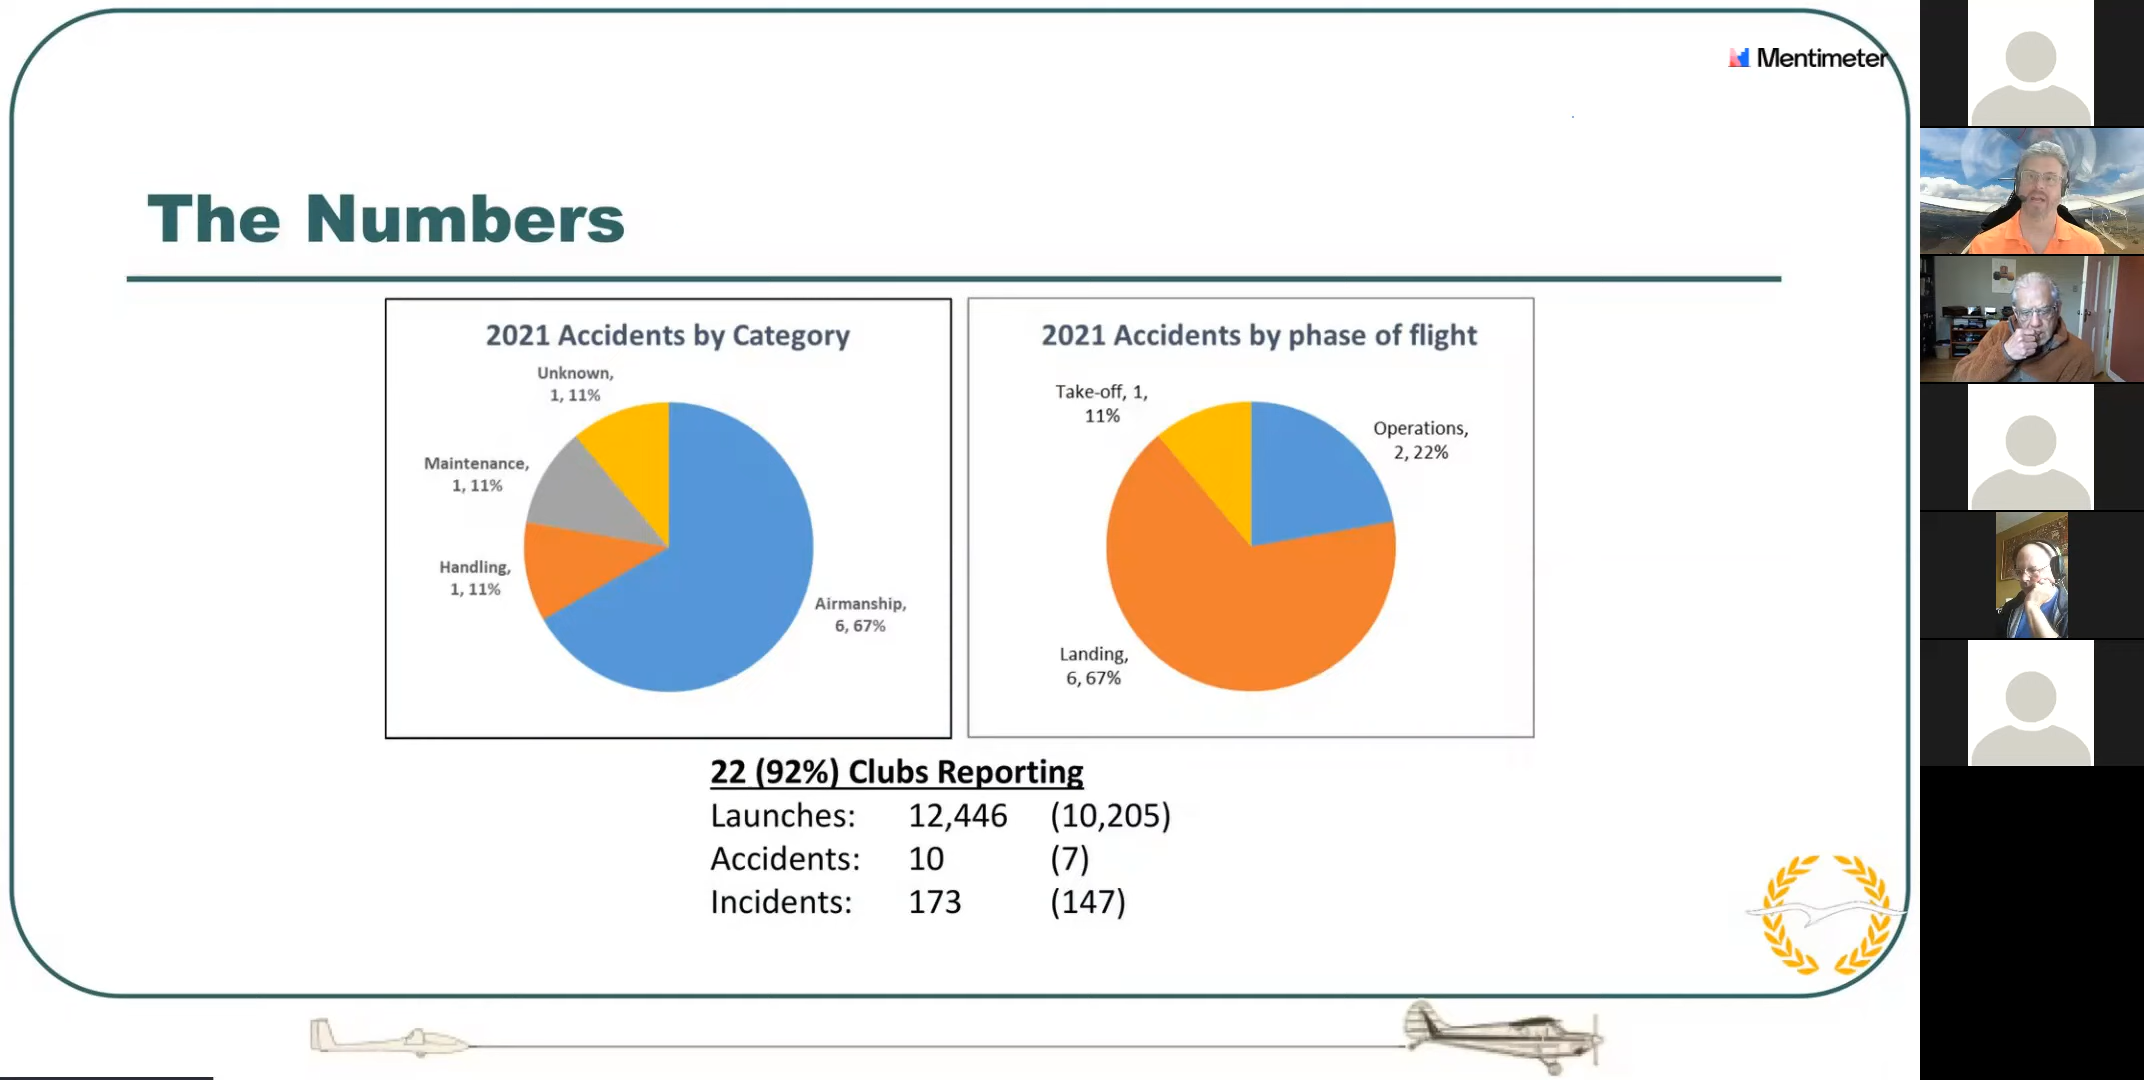 Mentimeter
The Numbers
2021 Accidents by Category
Unknown,
1, 11%
Maintenance,
1, 11%
Handling,
1, 11%
Airmanship,
6, 67%
2021 Accidents by phase of flight
Take-off, 1,
11%
Operations,
2, 22%
Landing,
6, 67%
22 (92%) Clubs Reporting
Launches: 12,446 (10,205)
Accidents: 10 (7)
Incidents: 173 (147)